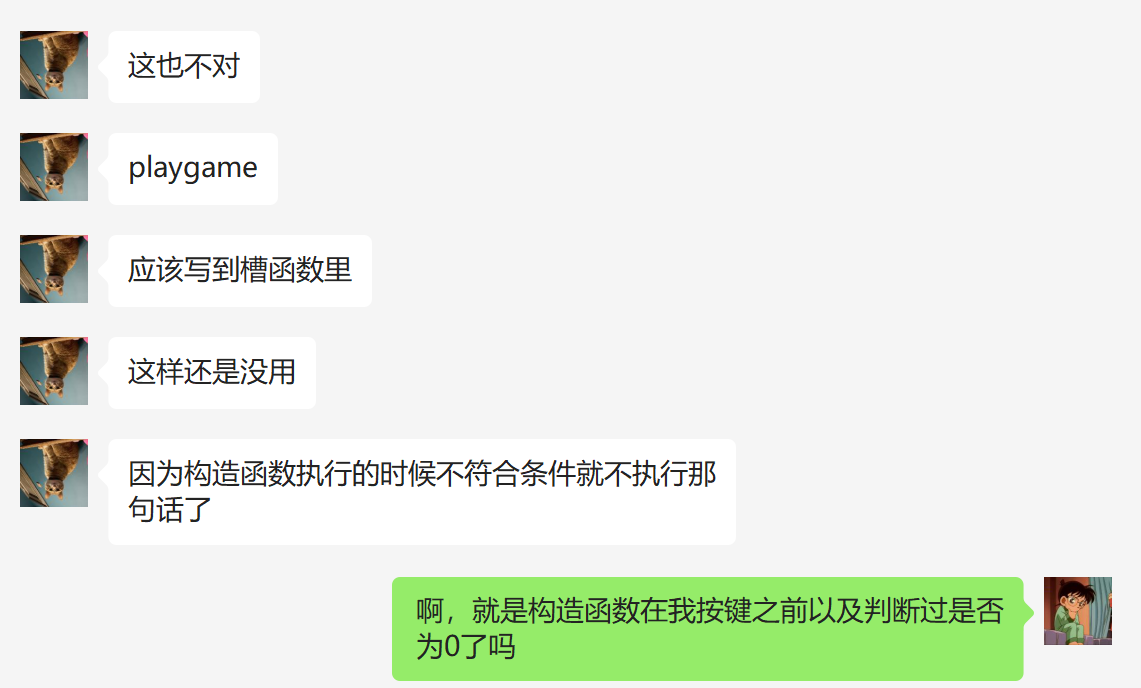 这也不对
playgame
应该写到槽函数里
这样还是没用
因为构造函数执行的时候不符合条件就不执行那
句话了
啊，就是构造函数在我按键之前以及判断过是否
为0了吗